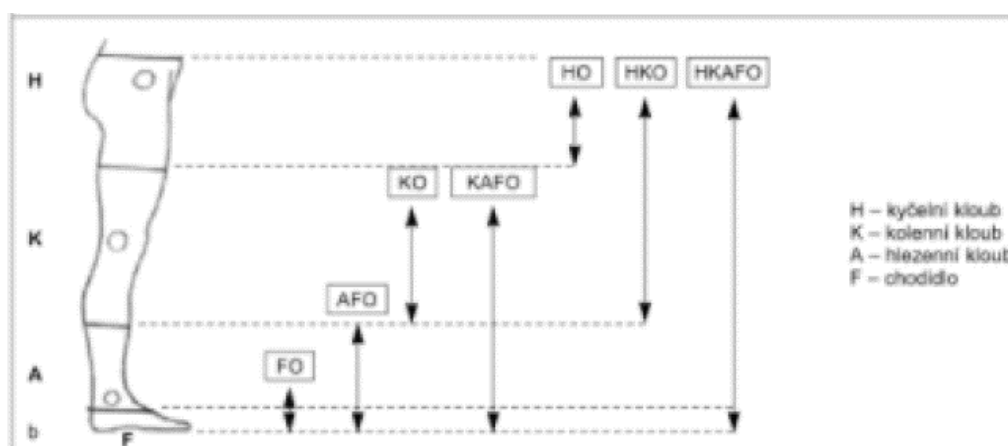 H
HO HKO HKAFO
KO KAFO
K
AFO
FO
A
b
F
H – kyčelní kloub
K – kolenní kloub
A – hlezenní kloub
F – chodidlo